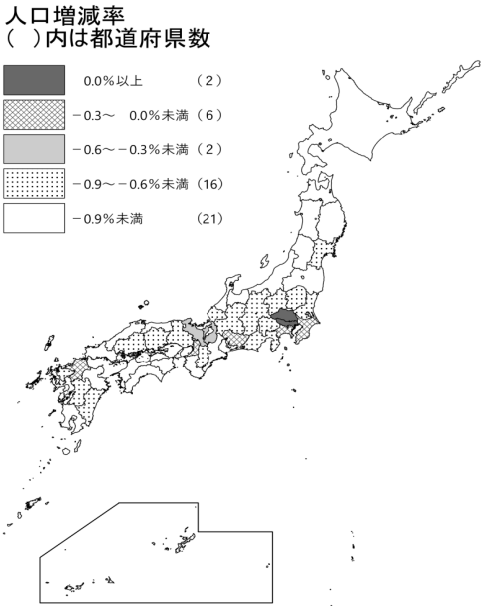 人口増減率
(　)内は都道府県数
0.0％以上　（２）
－0.3～　0.0％未満（６）
－0.6～－0.3％未満（２）
－0.9～－0.6％未満（16）
－0.9％未満　（21）